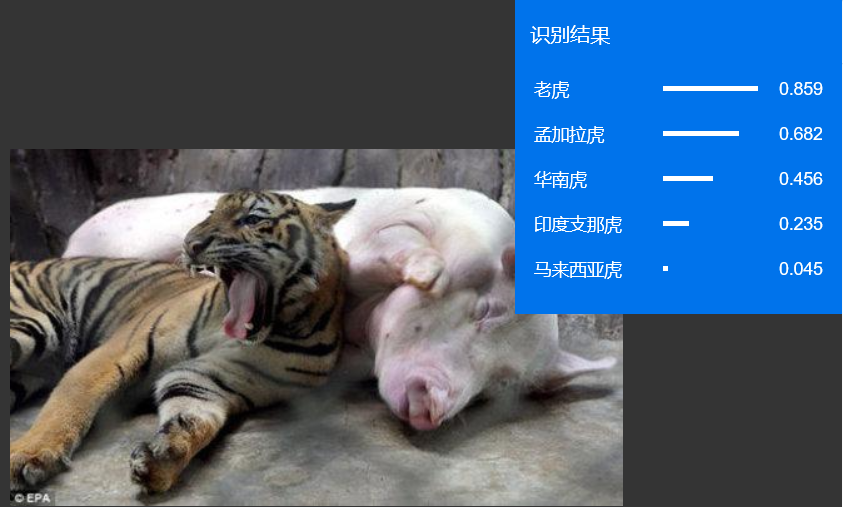 识别结果
老虎 0.859
孟加拉虎 0.682
华南虎 0.456
印度支那虎 0.235
马来西亚虎 0.045
© EPA